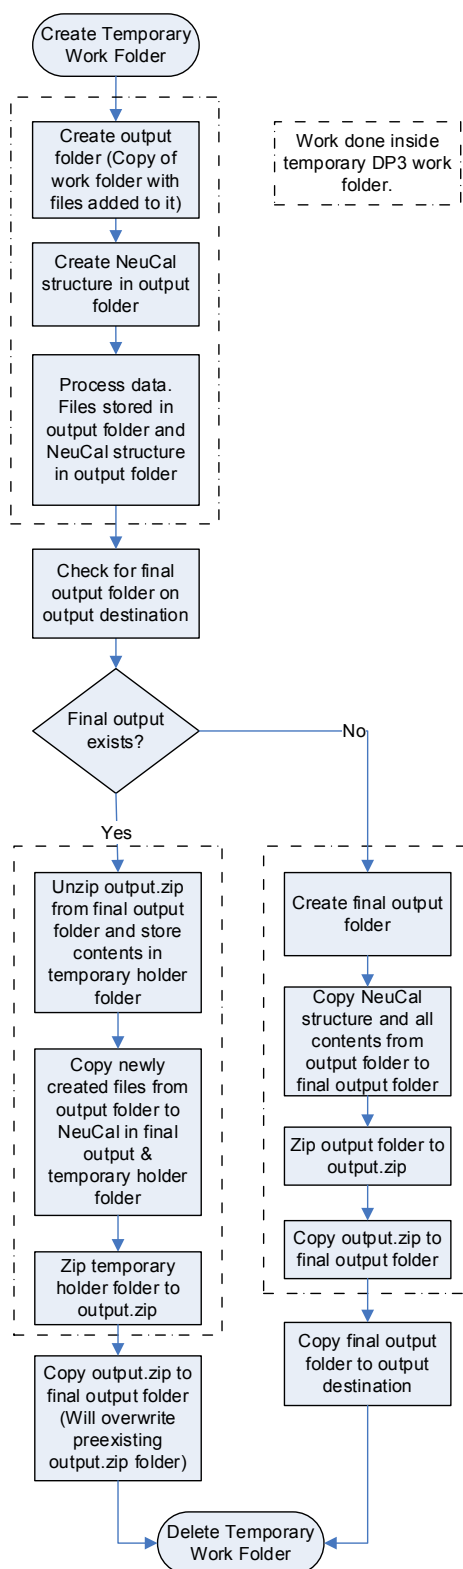 Create Temporary
Work Folder
Create output
folder (Copy of
work folder with
files added to it)
Work done inside
temporary DP3 work
folder.
Create NeuCal
structure in output
folder
Process data.
Files stored in
output folder and
NeuCal structure
in output folder
Check for final
output folder on
output destination
Final output
exists?
No
Yes
Unzip output.zip
from final output
folder and store
contents in
temporary holder
folder
Copy newly
created files from
output folder to
NeuCal in final
output &
temporary holder
folder
Zip temporary
holder folder to
output.zip
Copy output.zip to
final output folder
(Will overwrite
preexisting
output.zip folder)
Create final output
folder
Copy NeuCal
structure and all
contents from
output folder to
final output folder
Zip output folder to
output.zip
Copy output.zip to
final output folder
Copy final output
folder to output
destination
Delete Temporary
Work Folder